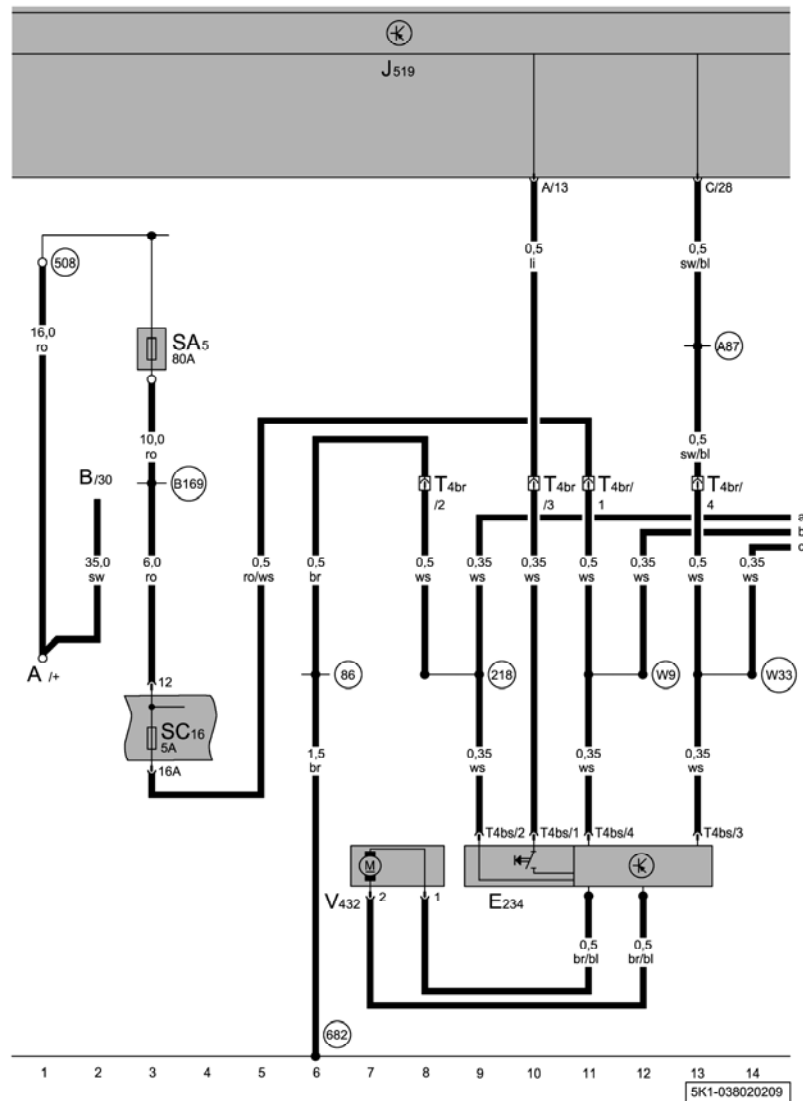 J519
A/13
C/28
508
0,5
li
0,5
sw/bl
16,0
ro
SA5
80A
A87
10,0
ro
0,5
sw/bl
B/30
B169
T4br
/2
T4br
/3
T4br/
1
T4br/
4
a
b
c
35,0
sw
6,0
ro
0,5
ro/ws
0,5
br
0,5
ws
0,35
ws
0,35
ws
0,5
ws
0,35
ws
0,5
ws
0,35
ws
A /+
12
86
218
W9
W33
SC16
5A
16A
1,5
br
0,35
ws
0,35
ws
0,35
ws
T4bs/2
T4bs/1
T4bs/4
T4bs/3
M
V432
2
1
E234
0,5
br/bl
0,5
br/bl
682
1 2 3 4 5 6 7 8 9 10 11 12 13 14
5K1-038020209